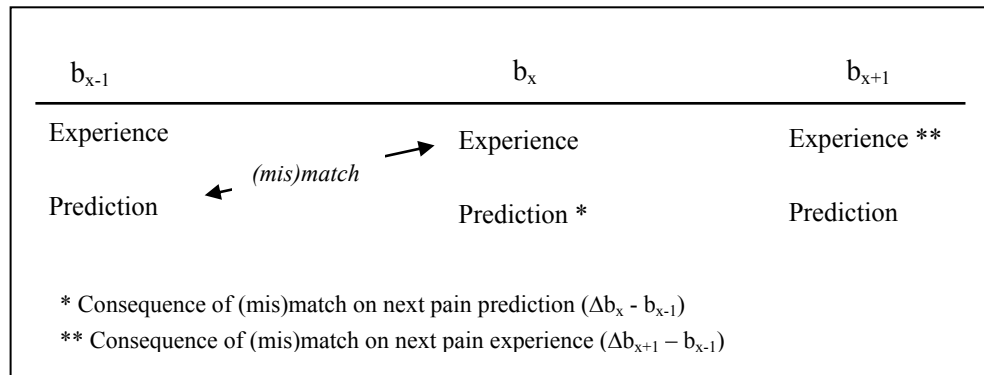 b_{x-1} b_x b_{x+1}
Experience Experience Experience **
(mis)match
Prediction Prediction * Prediction
* Consequence of (mis)match on next pain prediction (Δb_x - b_{x-1})
** Consequence of (mis)match on next pain experience (Δb_{x+1} – b_{x-1})